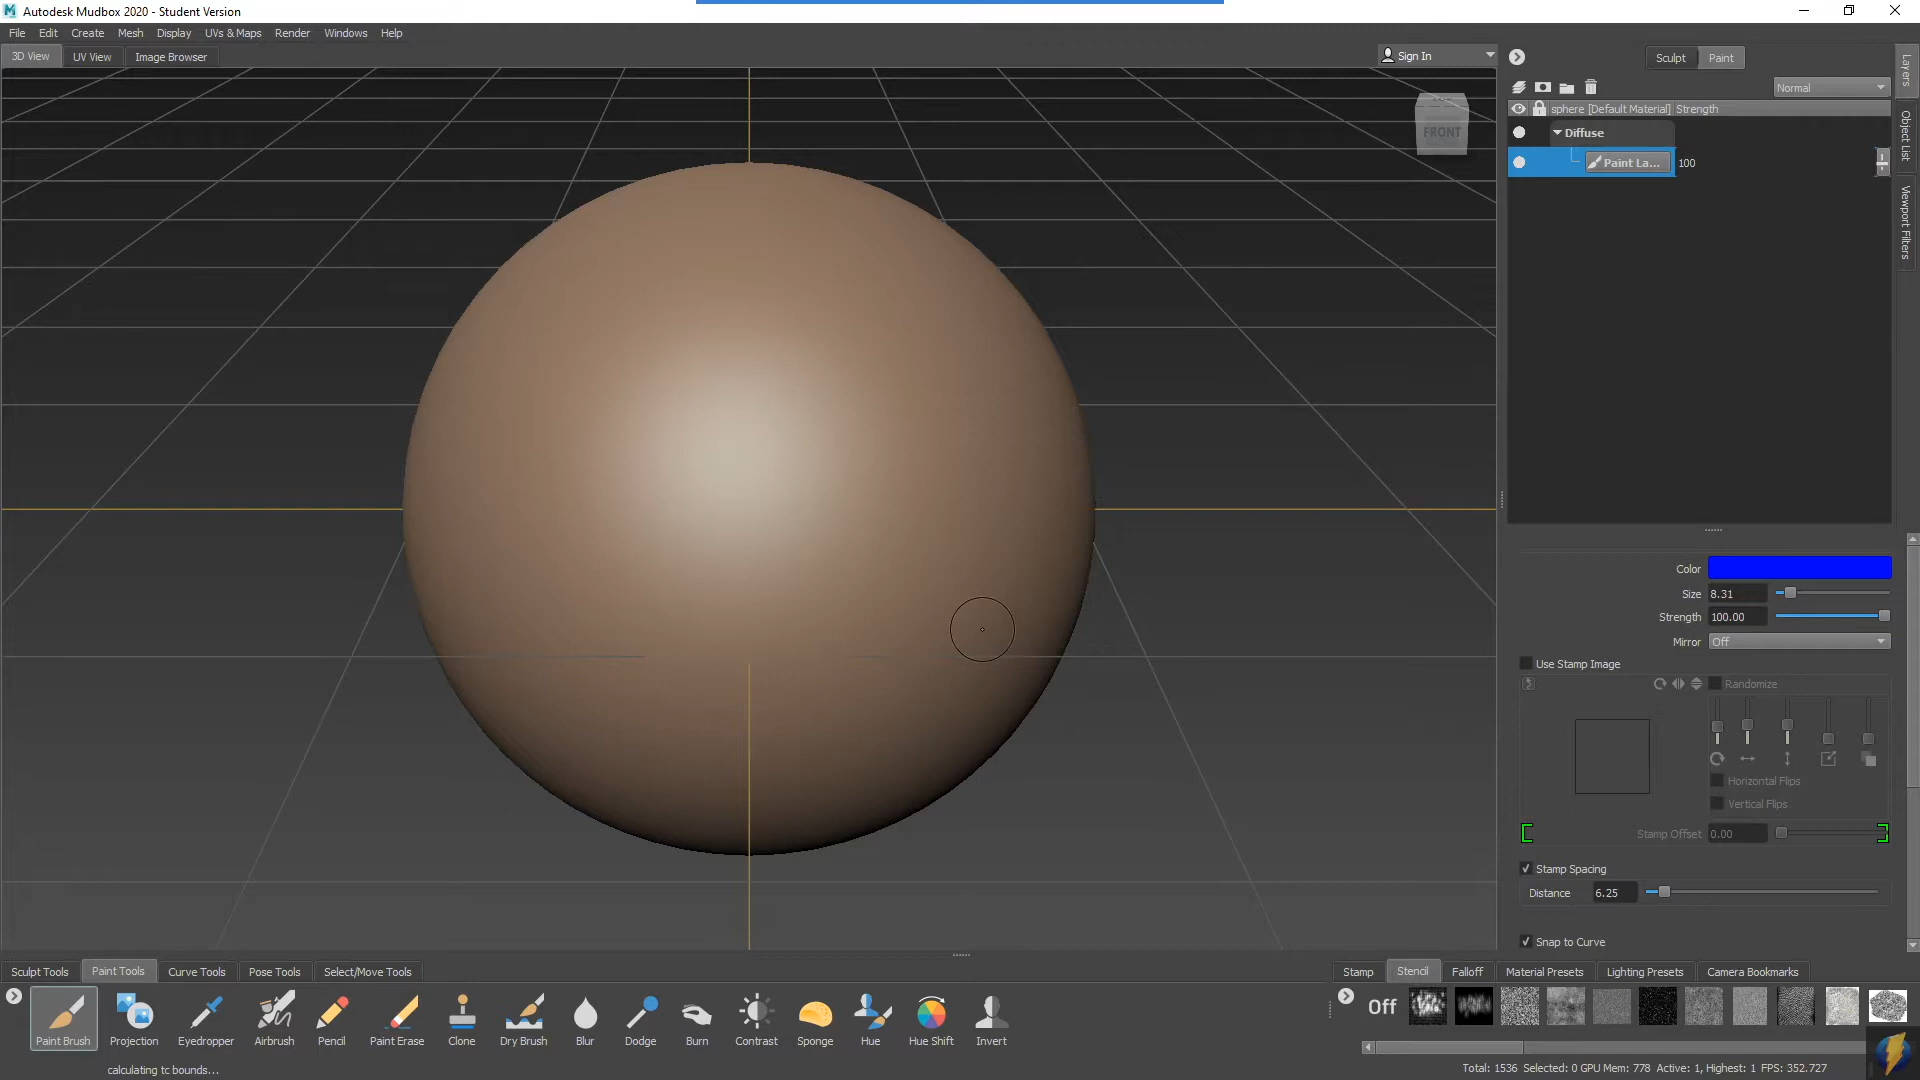 Autodesk Mudbox 2020 - Student Version
File Edit Create Mesh Display UVs & Maps Render Windows Help
3D View UV View Image Browser
Sign In
Sculpt Paint
Normal
sphere [Default Material] Strength
Diffuse
Paint La... 100
Layers
Object List
Viewport Filters
FRONT
Color
Size 8.31
Strength 100.00
Mirror Off
Use Stamp Image
Randomize
Horizontal Flips
Vertical Flips
Stamp Offset 0.00
Stamp Spacing
Distance 6.25
Snap to Curve
Sculpt Tools Paint Tools Curve Tools Pose Tools Select/Move Tools
Stamp Stencil Falloff Material Presets Lighting Presets Camera Bookmarks
Off
Paint Brush Projection Eyedropper Airbrush Pencil Paint Erase Clone Dry Brush Blur Dodge Burn Contrast Sponge Hue Hue Shift Invert
calculating tc bounds...
Total: 1536 Selected: 0 GPU Mem: 778 Active: 1, Highest: 1 FPS: 352.727